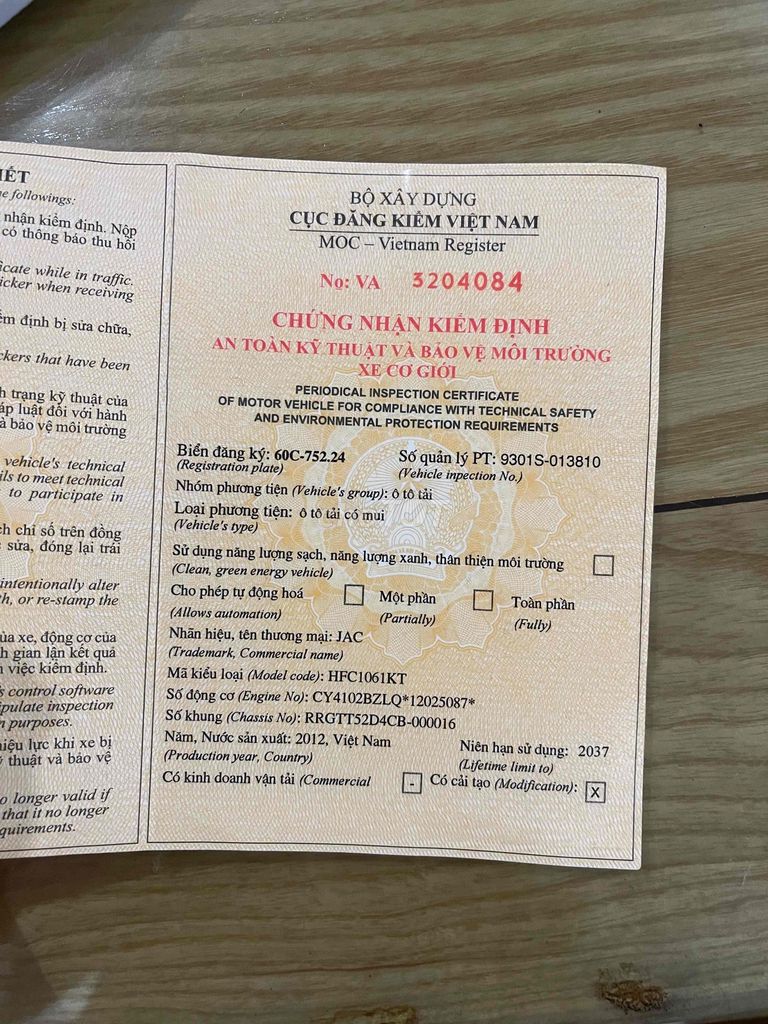 IẾT
ne followings:
nhận kiểm định. Nộp
có thông báo thu hồi
icate while in traffic.
icker when receiving
ểm định bị sửa chữa,
ckers that have been
h trạng kỹ thuật của
áp luật đối với hành
à bảo vệ môi trường
vehicle's technical
ils to meet technical
to participate in
ch chỉ số trên đồng
sửa, đóng lại trái
intentionally alter
th, or re-stamp the
ủa xe, động cơ của
h gian lận kết quả
việc kiểm định.
s control software
ipulate inspection
n purposes.
iệu lực khi xe bị
ỹ thuật và bảo vệ
o longer valid if
that it no longer
quirements.
BỘ XÂY DỰNG
CỤC ĐĂNG KIỂM VIỆT NAM
MOC – Vietnam Register
No: VA 3204084
CHỨNG NHẬN KIỂM ĐỊNH
AN TOÀN KỸ THUẬT VÀ BẢO VỆ MÔI TRƯỜNG
XE CƠ GIỚI
PERIODICAL INSPECTION CERTIFICATE
OF MOTOR VEHICLE FOR COMPLIANCE WITH TECHNICAL SAFETY
AND ENVIRONMENTAL PROTECTION REQUIREMENTS
Biển đăng ký: 60C-752.24 Số quản lý PT: 9301S-013810
(Registration plate) (Vehicle inpection No.)
Nhóm phương tiện (Vehicle's group): ô tô tải
Loại phương tiện: ô tô tải có mui
(Vehicle's type)
Sử dụng năng lượng sạch, năng lượng xanh, thân thiện môi trường
(Clean, green energy vehicle)
Cho phép tự động hoá Một phần Toàn phần
(Allows automation) (Partially) (Fully)
Nhãn hiệu, tên thương mại: JAC
(Trademark, Commercial name)
Mã kiểu loại (Model code): HFC1061KT
Số động cơ (Engine No): CY4102BZLQ*12025087*
Số khung (Chassis No): RRGTT52D4CB-000016
Năm, Nước sản xuất: 2012, Việt Nam Niên hạn sử dụng: 2037
(Production year, Country) (Lifetime limit to)
Có kinh doanh vận tải (Commercial - Có cải tạo (Modification): X